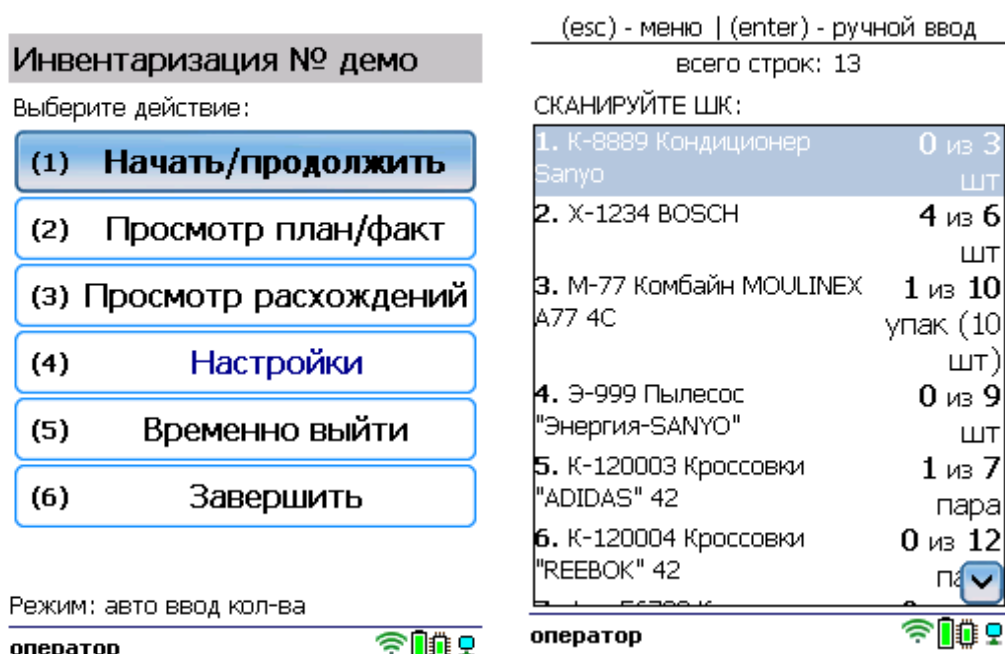 Инвентаризация № демо
Выберите действие:
(1) Начать/продолжить
(2) Просмотр план/факт
(3) Просмотр расхождений
(4) Настройки
(5) Временно выйти
(6) Завершить
Режим: авто ввод кол-ва
оператор
(esc) - меню | (enter) - ручной ввод
всего строк: 13
СКАНИРУЙТЕ ШК:
1. К-8889 Кондиционер 0 из 3
Sanyo шт
2. Х-1234 BOSCH 4 из 6
шт
3. М-77 Комбайн MOULINEX 1 из 10
A77 4C упак (10
шт)
4. Э-999 Пылесос 0 из 9
"Энергия-SANYO" шт
5. К-120003 Кроссовки 1 из 7
"ADIDAS" 42 пара
6. К-120004 Кроссовки 0 из 12
"REEBOK" 42
оператор